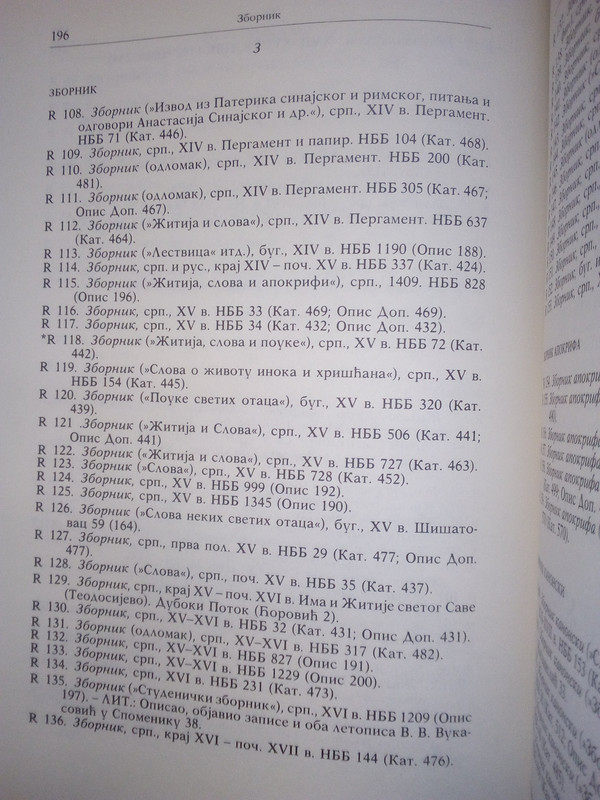 196
Зборник
3
ЗБОРНИК
R 108. Зборник (»Извод из Патерика синајског и римског, питања и
одговори Анастасија Синајског и др.«), срп., XIV в. Пергамент.
НББ 71 (Кат. 446).
R 109. Зборник, срп., XIV в. Пергамент и папир. НББ 104 (Кат. 468).
R 110. Зборник (одломак), срп., XIV в. Пергамент. НББ 200 (Кат.
481).
R 111. Зборник (одломак), срп., XIV в. Пергамент. НББ 305 (Кат. 467;
Опис Доп. 467).
R 112. Зборник (»Житија и слова«), срп., XIV в. Пергамент. НББ 637
(Кат. 464).
R 113. Зборник (»Лествица« итд.), буг., XIV в. НББ 1190 (Опис 188).
R 114. Зборник, срп. и рус., крај XIV – поч. XV в. НББ 337 (Кат. 424).
R 115. Зборник (»Житија, слова и апокрифи«), срп., 1409. НББ 828
(Опис 196).
R 116. Зборник, срп., XV в. НББ 33 (Кат. 469; Опис Доп. 469).
R 117. Зборник, срп., XV в. НББ 34 (Кат. 432; Опис Доп. 432).
*R 118. Зборник (»Житија, слова и поуке«), срп., XV в. НББ 72 (Кат.
442).
R 119. Зборник (»Слова о животу инока и хришћана«), срп., XV в.
НББ 154 (Кат. 445).
R 120. Зборник (»Поуке светих отаца«), буг., XV в. НББ 320 (Кат.
439).
R 121 .Зборник (»Житија и Слова«), срп., XV в. НББ 506 (Кат. 441;
Опис Доп. 441)
R 122. Зборник (»Житија и слова«), срп., XV в. НББ 727 (Кат. 463).
R 123. Зборник (»Слова«), срп., XV в. НББ 728 (Кат. 452).
R 124. Зборник, срп., XV в. НББ 999 (Опис 192).
R 125. Зборник, срп., XV в. НББ 1345 (Опис 190).
R 126. Зборник (»Слова неких светих отаца«), буг., XV в. Шишато-
вац 59 (164).
R 127. Зборник, срп., прва пол. XV в. НББ 29 (Кат. 477; Опис Доп.
477).
R 128. Зборник (»Слова«), срп., поч. XV в. НББ 35 (Кат. 437).
R 129. Зборник, срп., крај XV – поч. XVI в. Има и Житије светог Саве
(Теодосијево). Дубоки Поток (Ћоровић 2).
R 130. Зборник, срп., XV–XVI в. НББ 32 (Кат. 431; Опис Доп. 431).
R 131. Зборник (одломак), срп., XV–XVI в. НББ 317 (Кат. 482).
R 132. Зборник, срп., XV–XVI в. НББ 827 (Опис 191).
R 133. Зборник, срп., XV–XVI в. НББ 1229 (Опис 200).
R 134. Зборник, срп., XVI в. НББ 231 (Кат. 473).
R 135. Зборник (»Студенички зборник«), срп., XVI в. НББ 1209 (Опис
197). – ЛИТ.: Описао, објавио записе и оба летописа В. В. Вука-
совић у Споменику 38.
R 136. Зборник, срп., крај XVI – поч. XVII в. НББ 144 (Кат. 476).